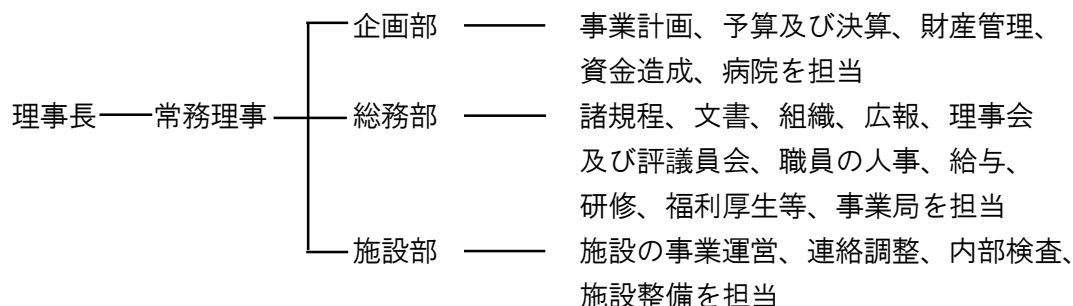 企画部 事業計画、予算及び決算、財産管理、
資金造成、病院を担当
理事長 常務理事 総務部 諸規程、文書、組織、広報、理事会
及び評議員会、職員の人事、給与、
研修、福利厚生等、事業局を担当
施設部 施設の事業運営、連絡調整、内部検査、
施設整備を担当